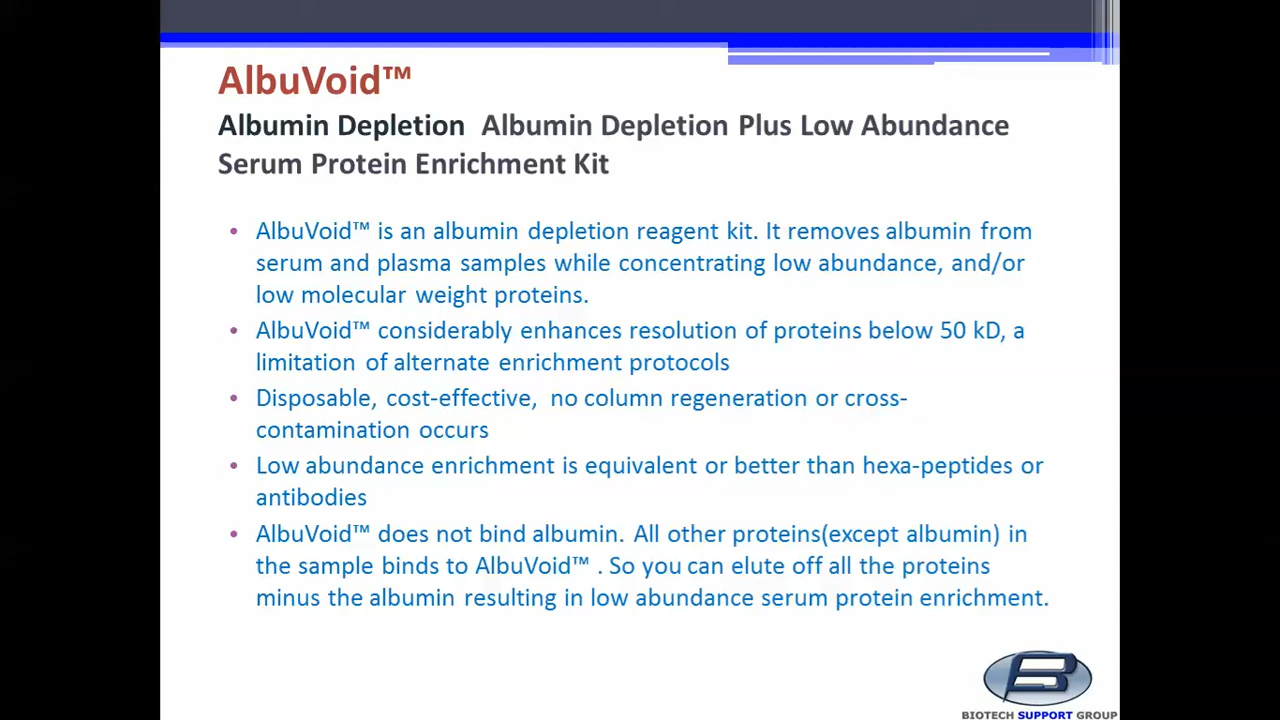 AlbuVoid™
Albumin Depletion Albumin Depletion Plus Low Abundance
Serum Protein Enrichment Kit
• AlbuVoid™ is an albumin depletion reagent kit. It removes albumin from
serum and plasma samples while concentrating low abundance, and/or
low molecular weight proteins.
• AlbuVoid™ considerably enhances resolution of proteins below 50 kD, a
limitation of alternate enrichment protocols
• Disposable, cost-effective, no column regeneration or cross-
contamination occurs
• Low abundance enrichment is equivalent or better than hexa-peptides or
antibodies
• AlbuVoid™ does not bind albumin. All other proteins(except albumin) in
the sample binds to AlbuVoid™ . So you can elute off all the proteins
minus the albumin resulting in low abundance serum protein enrichment.
B
BIOTECH SUPPORT GROUP